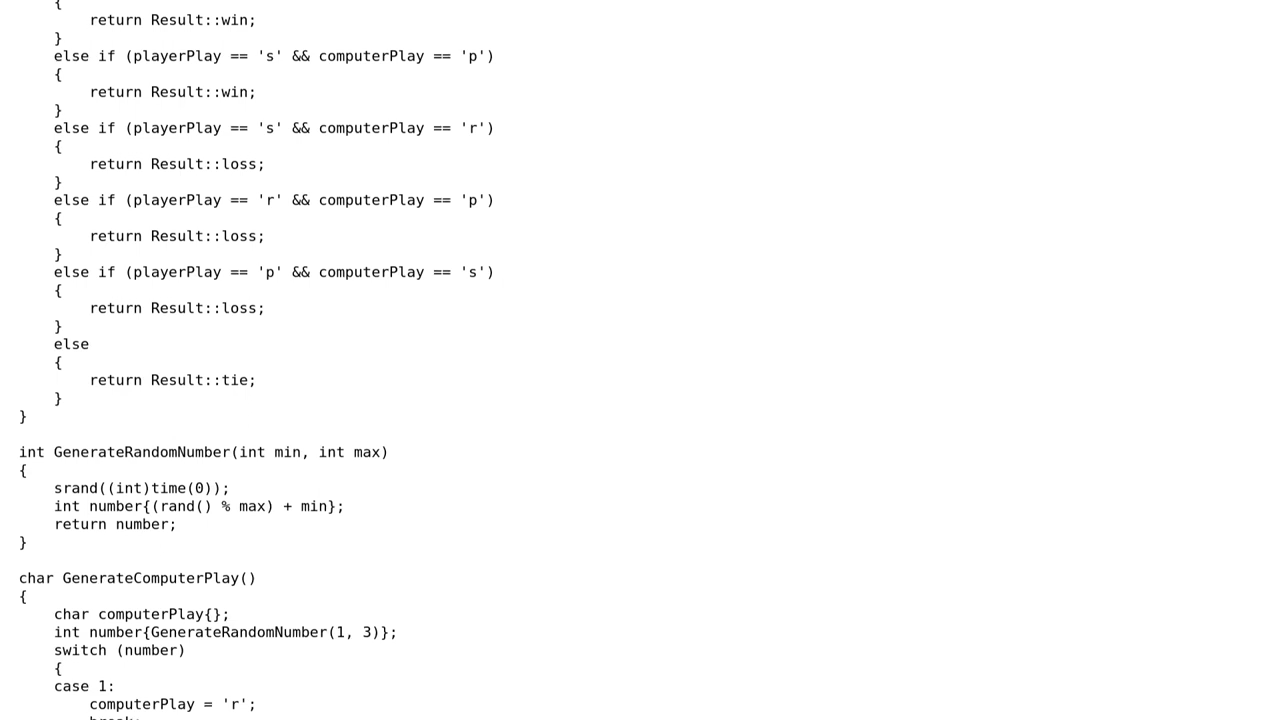 {
        return Result::win;
    }
    else if (playerPlay == 's' && computerPlay == 'p')
    {
        return Result::win;
    }
    else if (playerPlay == 's' && computerPlay == 'r')
    {
        return Result::loss;
    }
    else if (playerPlay == 'r' && computerPlay == 'p')
    {
        return Result::loss;
    }
    else if (playerPlay == 'p' && computerPlay == 's')
    {
        return Result::loss;
    }
    else
    {
        return Result::tie;
    }
}

int GenerateRandomNumber(int min, int max)
{
    srand((int)time(0));
    int number{(rand() % max) + min};
    return number;
}

char GenerateComputerPlay()
{
    char computerPlay{};
    int number{GenerateRandomNumber(1, 3)};
    switch (number)
    {
    case 1:
        computerPlay = 'r';